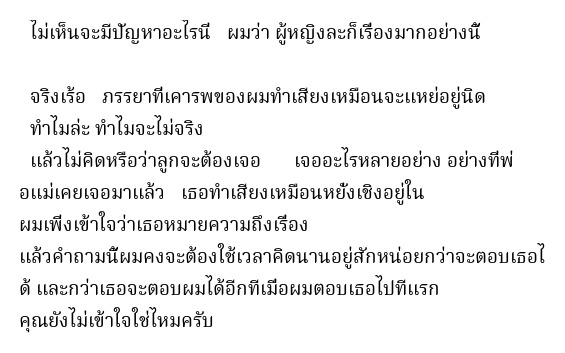 ไม่เห็นจะมีปัญหาอะไรนี่ ผมว่า ผู้หญิงละก็เรื่องมากอย่างนี้
จริงเร้อ ภรรยาที่เคารพของผมทำเสียงเหมือนจะแหย่อยู่นิด
ทำไมล่ะ ทำไมจะไม่จริง
แล้วไม่คิดหรือว่าลูกจะต้องเจอ เจออะไรหลายอย่าง อย่างที่พ่
อแม่เคยเจอมาแล้ว เธอทำเสียงเหมือนหยั่งเชิงอยู่ใน
ผมเพิ่งเข้าใจว่าเธอหมายความถึงเรื่อง
แล้วคำถามนี้ผมคงจะต้องใช้เวลาคิดนานอยู่สักหน่อยกว่าจะตอบเธอไ
ด้ และกว่าเธอจะตอบผมได้อีกทีเมื่อผมตอบเธอไปทีแรก
คุณยังไม่เข้าใจใช่ไหมครับ